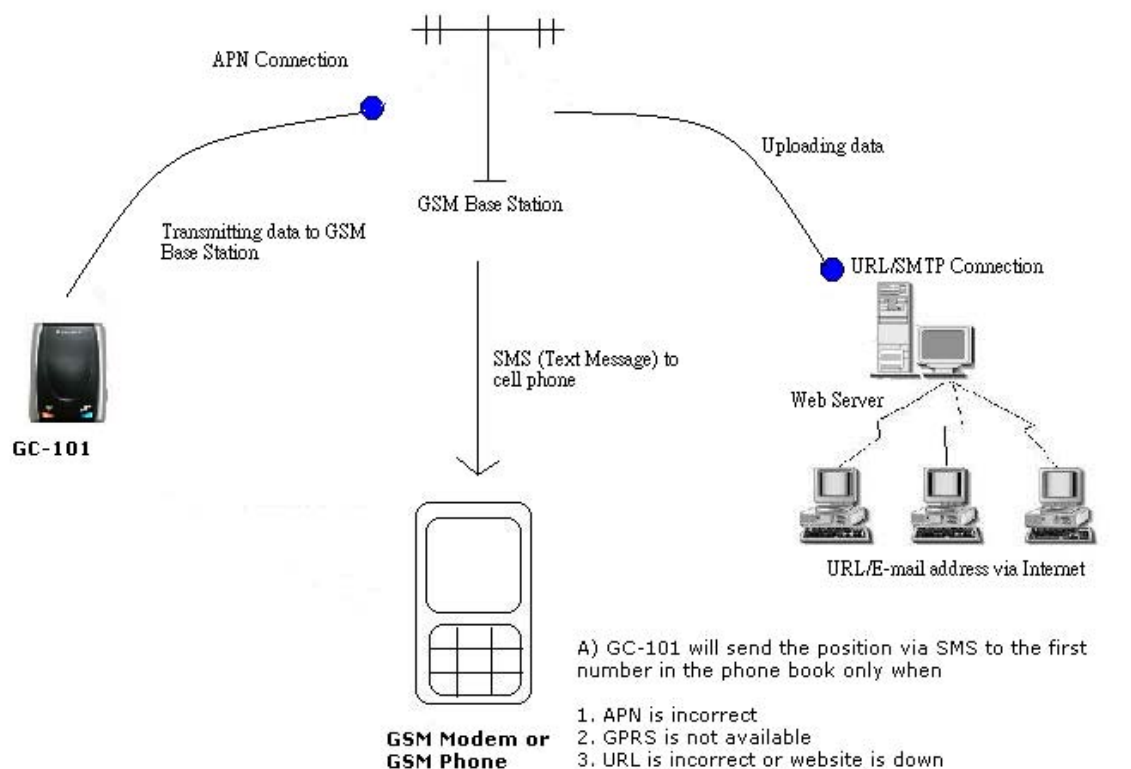 APN Connection
Uploading data
GSM Base Station
Transmitting data to GSM
Base Station
URL/SMTP Connection
SMS (Text Message) to
cell phone
Web Server
GC-101
URL/E-mail address via Internet
A) GC-101 will send the position via SMS to the first
number in the phone book only when
1. APN is incorrect
2. GPRS is not available
3. URL is incorrect or website is down
GSM Modem or
GSM Phone